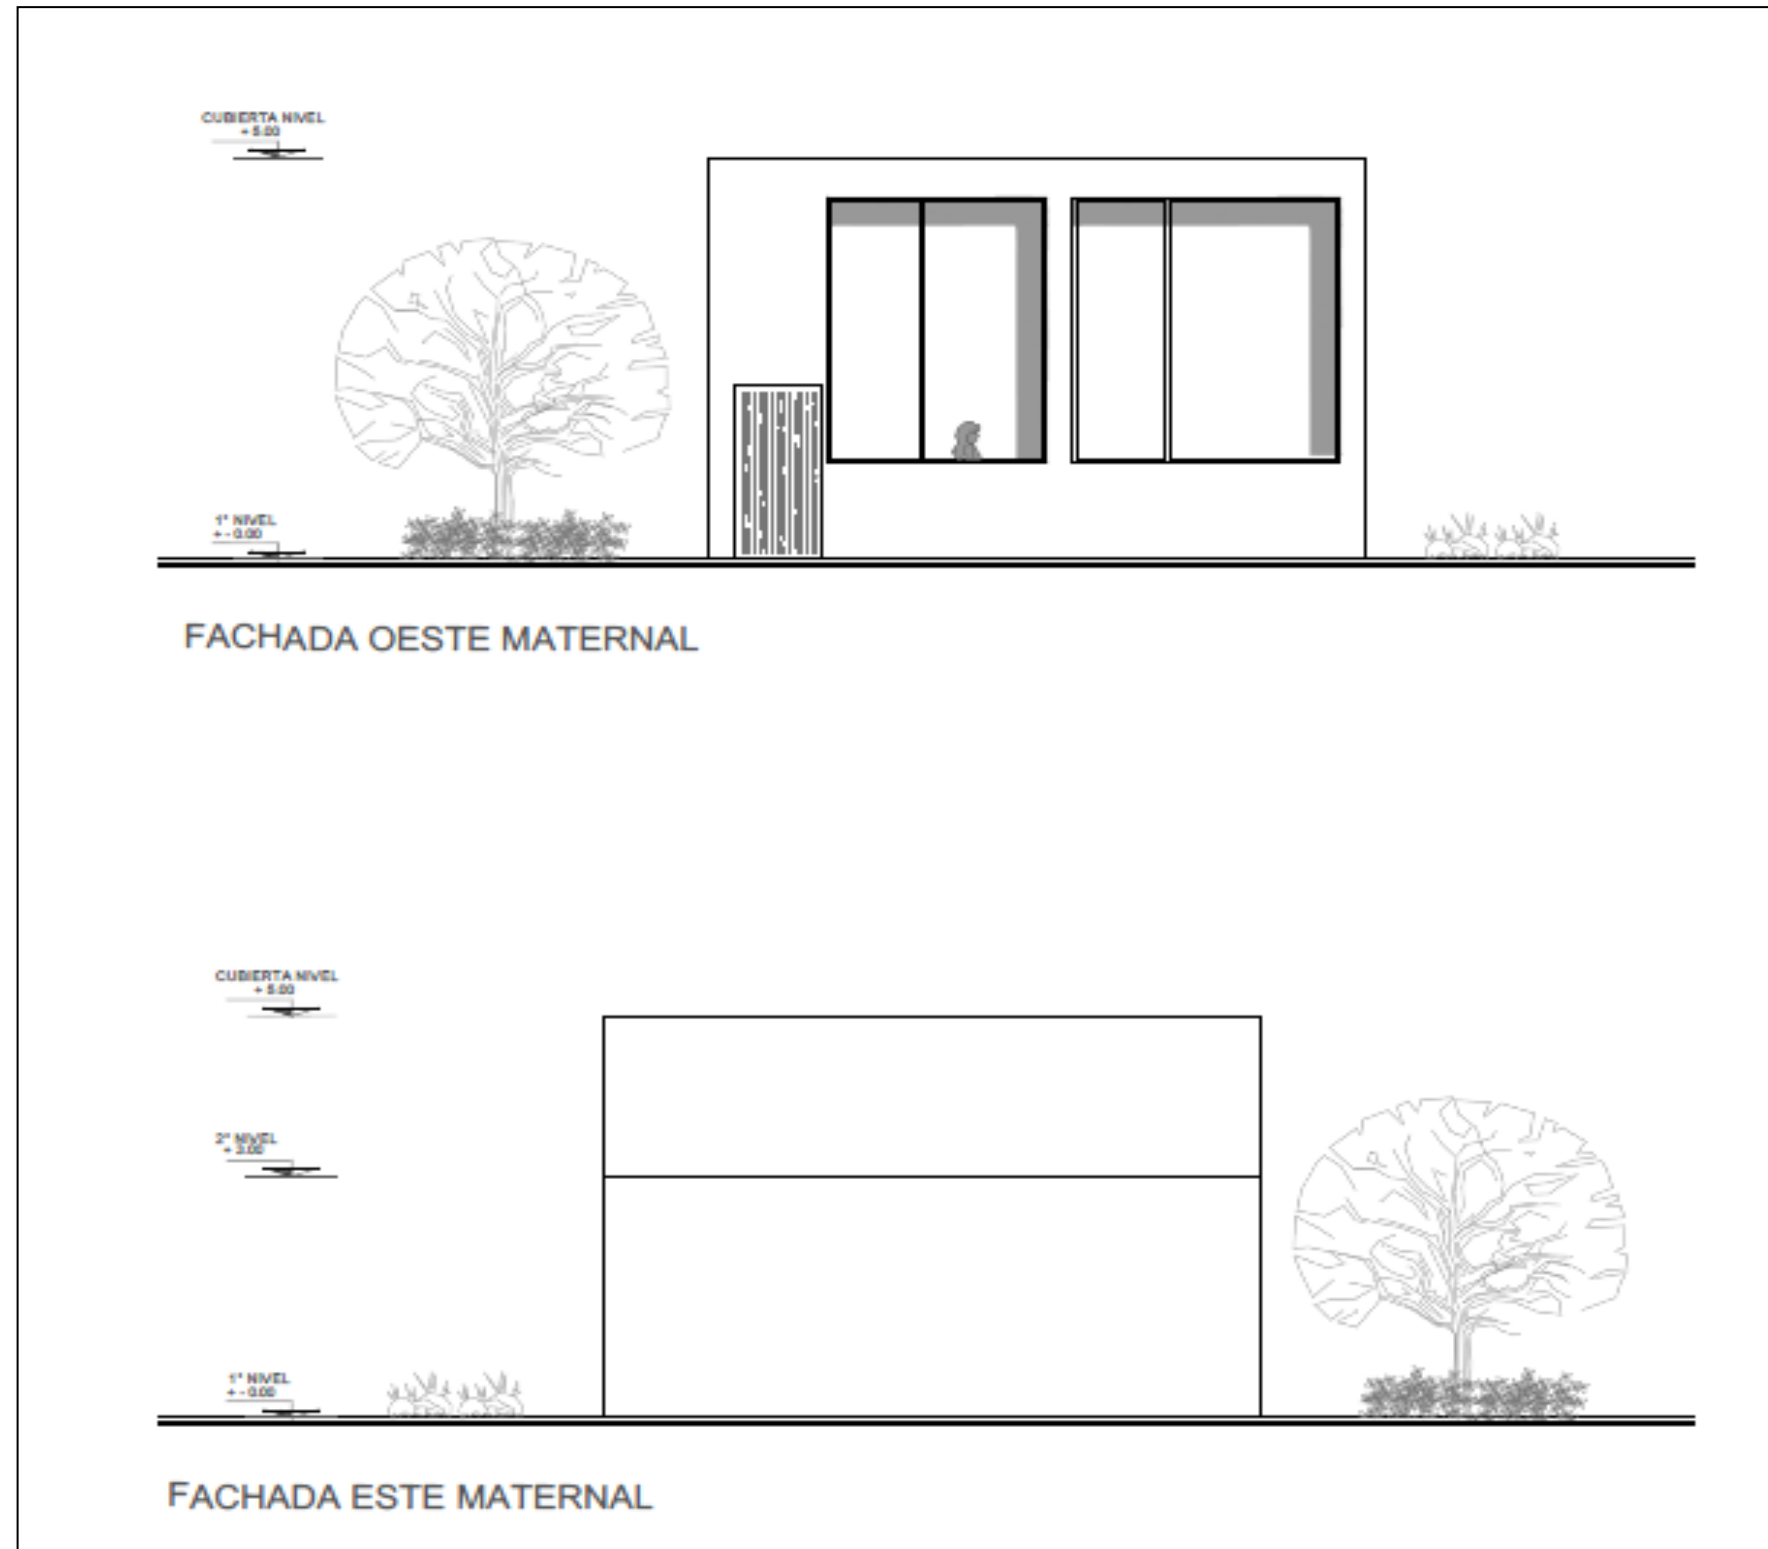 CUBIERTA NIVEL
+ 5.00
1° NIVEL
+ - 0.00
FACHADA OESTE MATERNAL
CUBIERTA NIVEL
+ 5.00
2° NIVEL
+ 3.00
1° NIVEL
+ - 0.00
FACHADA ESTE MATERNAL